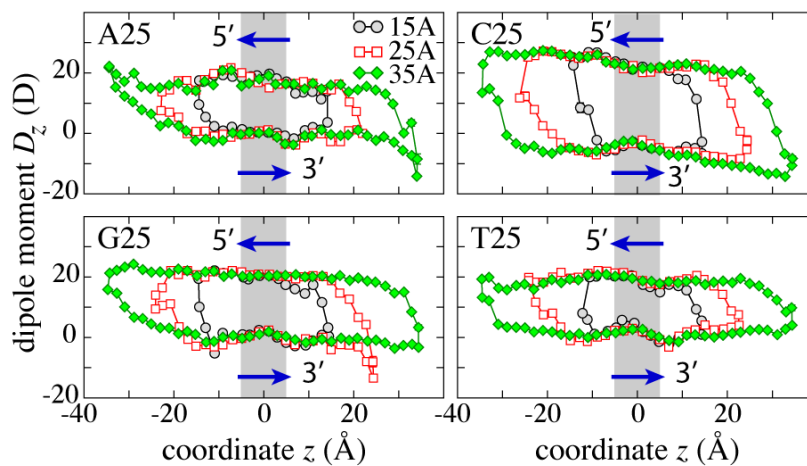 A25 5′ 15A
25A
35A
3′
C25 5′
3′
G25 5′
3′
T25 5′
3′
dipole moment D_z (D)
20
0
-20
20
0
-20
-40 -20 0 20 -40 -20 0 20
coordinate z (Å) coordinate z (Å)